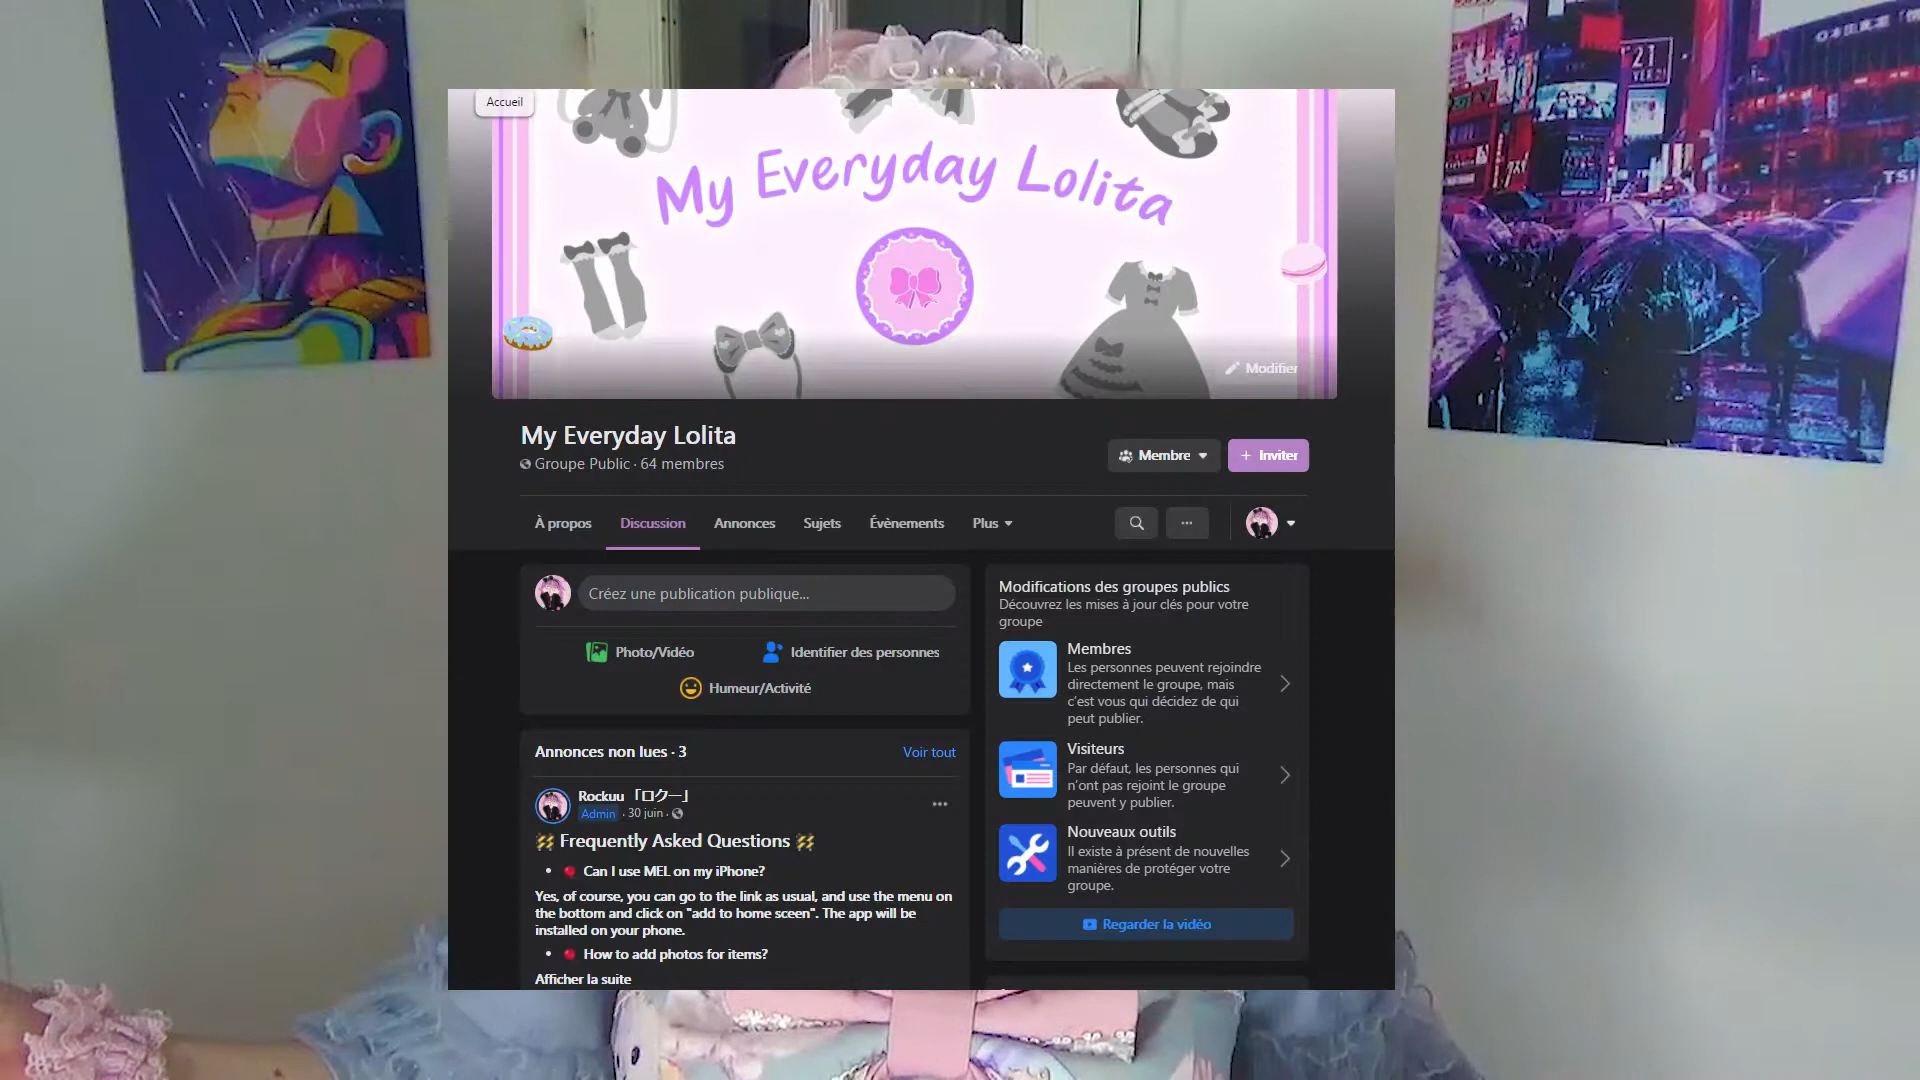 Accueil
My Everyday Lolita
Modifier
My Everyday Lolita
Groupe Public · 64 membres
Membre
+ Inviter
À propos
Discussion
Annonces
Sujets
Évènements
Plus
Créez une publication publique...
Photo/Vidéo
Identifier des personnes
Humeur/Activité
Annonces non lues · 3
Voir tout
Rockuu 「ロクー」
Admin · 30 juin ·
Frequently Asked Questions
• Can I use MEL on my iPhone?
Yes, of course, you can go to the link as usual, and use the menu on
the bottom and click on "add to home sceen". The app will be
installed on your phone.
• How to add photos for items?
Afficher la suite
Modifications des groupes publics
Découvrez les mises à jour clés pour votre
groupe
Membres
Les personnes peuvent rejoindre
directement le groupe, mais
c'est vous qui décidez de qui
peut publier.
Visiteurs
Par défaut, les personnes qui
n'ont pas rejoint le groupe
peuvent y publier.
Nouveaux outils
Il existe à présent de nouvelles
manières de protéger votre
groupe.
Regarder la vidéo
21